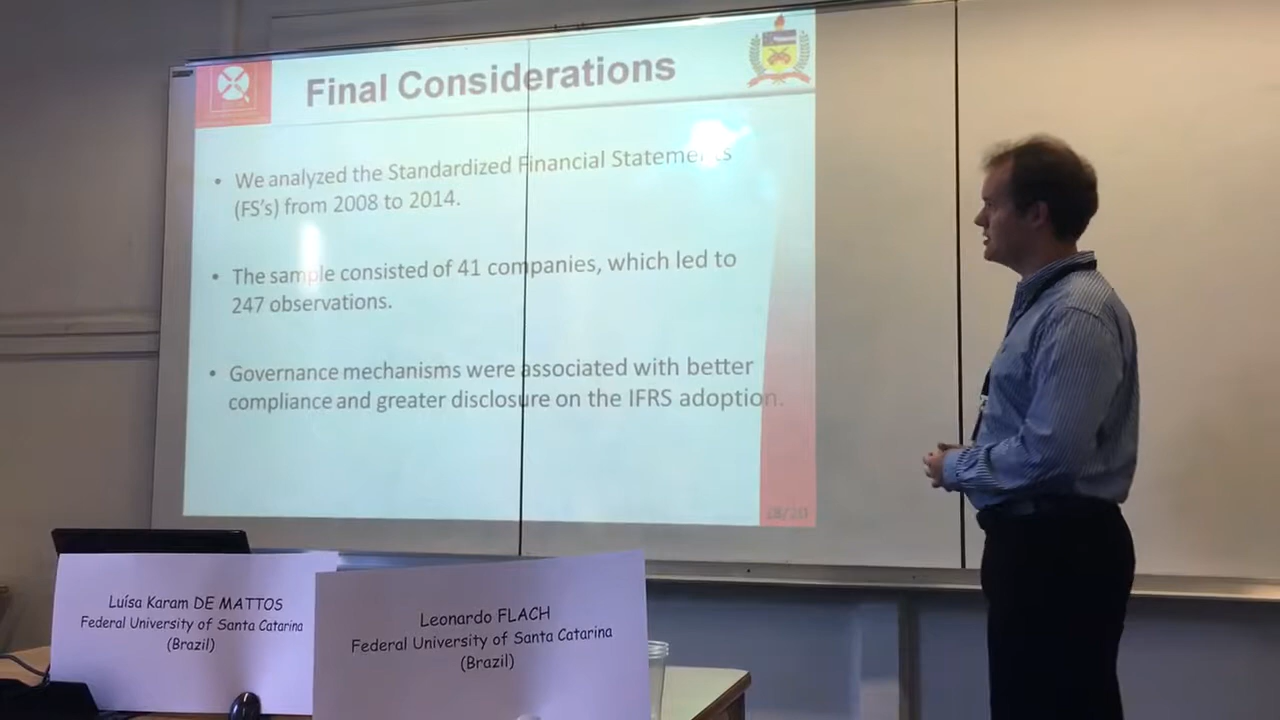 Final Considerations
• We analyzed the Standardized Financial Statements
(FS's) from 2008 to 2014.
• The sample consisted of 41 companies, which led to
247 observations.
• Governance mechanisms were associated with better
compliance and greater disclosure on the IFRS adoption.
18/20
Luísa Karam DE MATTOS
Federal University of Santa Catarina
(Brazil)
Leonardo FLACH
Federal University of Santa Catarina
(Brazil)